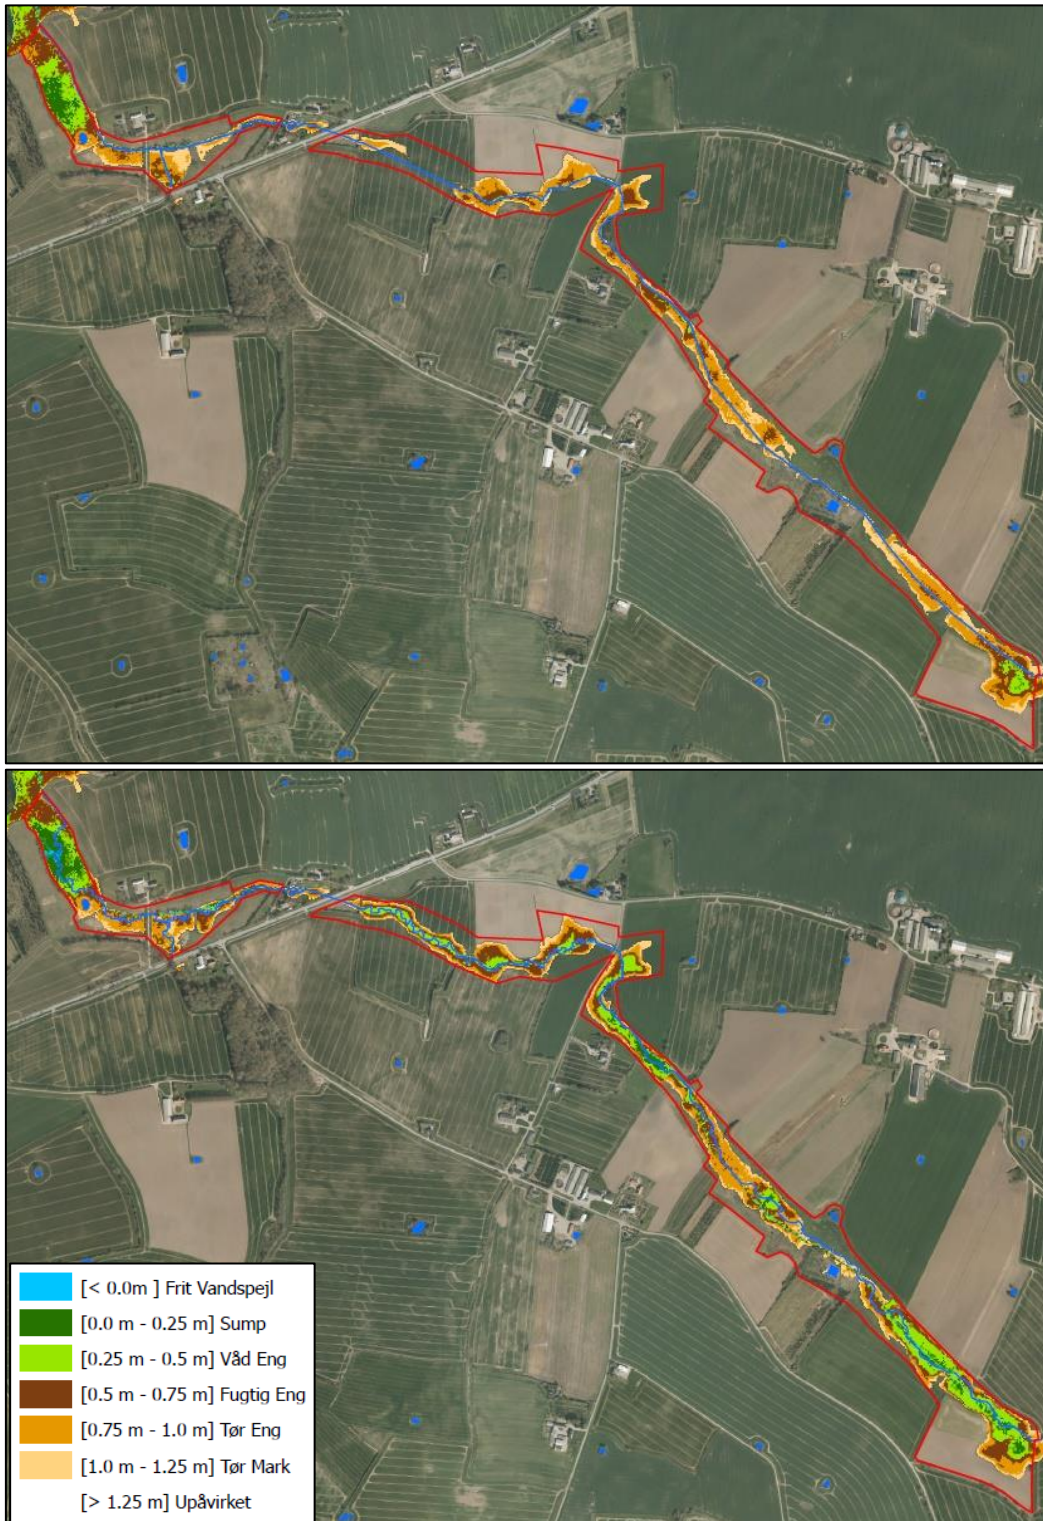 [< 0.0m ] Frit Vandspejl
[0.0 m - 0.25 m] Sump
[0.25 m - 0.5 m] Våd Eng
[0.5 m - 0.75 m] Fugtig Eng
[0.75 m - 1.0 m] Tør Eng
[1.0 m - 1.25 m] Tør Mark
[> 1.25 m] Upåvirket